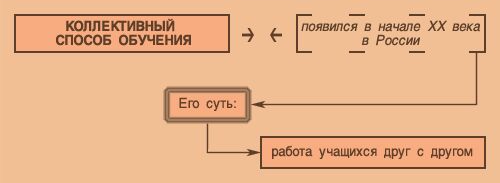 КОЛЛЕКТИВНЫЙ
СПОСОБ ОБУЧЕНИЯ
появился в начале XX века
в России
Его суть:
работа учащихся друг с другом